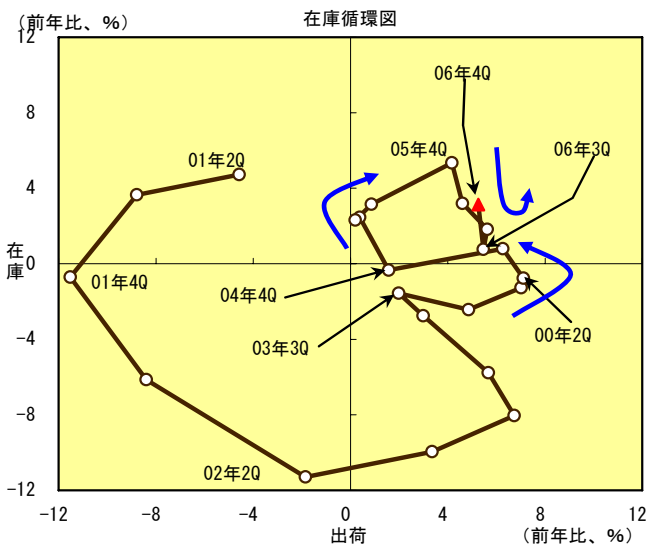 (前年比、%)
在庫循環図
12
8
4
0
-4
-8
-12
在庫
06年4Q
05年4Q
06年3Q
01年2Q
01年4Q
04年4Q
03年3Q
00年2Q
02年2Q
-12 -8 -4 0 4 8 12
出荷
(前年比、%)